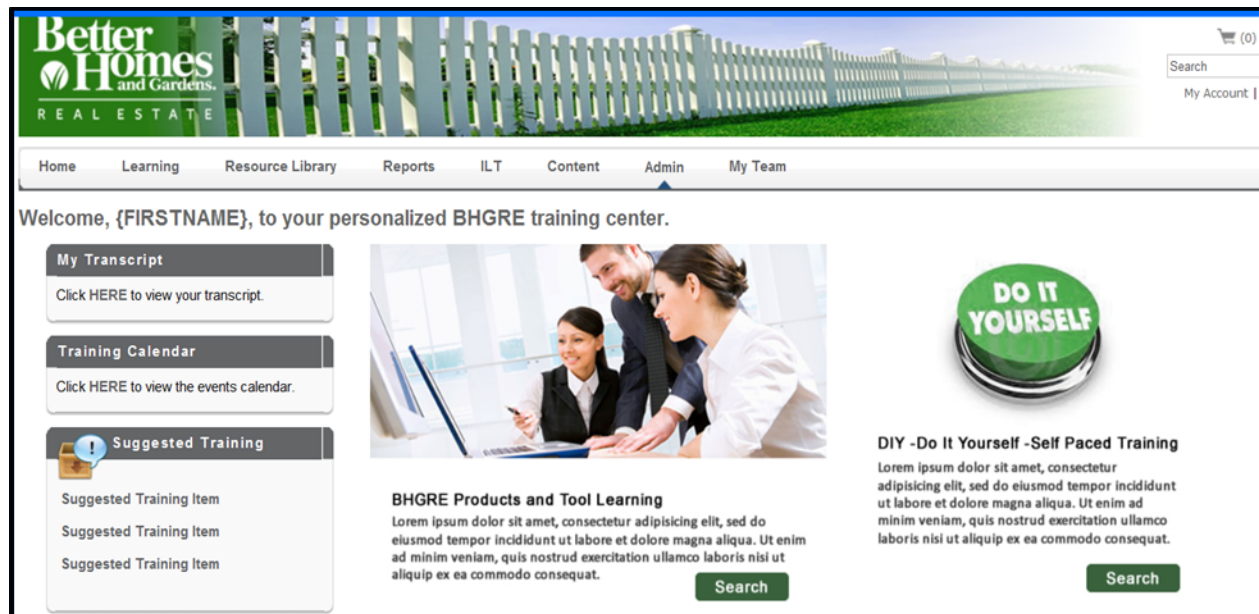 Better
Homes
and Gardens.
REAL ESTATE
(0)
Search
My Account |
Home Learning Resource Library Reports ILT Content Admin My Team
Welcome, {FIRSTNAME}, to your personalized BHGRE training center.
My Transcript
Click HERE to view your transcript.
Training Calendar
Click HERE to view the events calendar.
! Suggested Training
Suggested Training Item
Suggested Training Item
Suggested Training Item
BHGRE Products and Tool Learning
Lorem ipsum dolor sit amet, consectetur adipisicing elit, sed do
eiusmod tempor incididunt ut labore et dolore magna aliqua. Ut enim
ad minim veniam, quis nostrud exercitation ullamco laboris nisi ut
aliquip ex ea commodo consequat.
Search
DO IT
YOURSELF
DIY -Do It Yourself -Self Paced Training
Lorem ipsum dolor sit amet, consectetur
adipisicing elit, sed do eiusmod tempor incididunt
ut labore et dolore magna aliqua. Ut enim ad
minim veniam, quis nostrud exercitation ullamco
laboris nisi ut aliquip ex ea commodo consequat.
Search